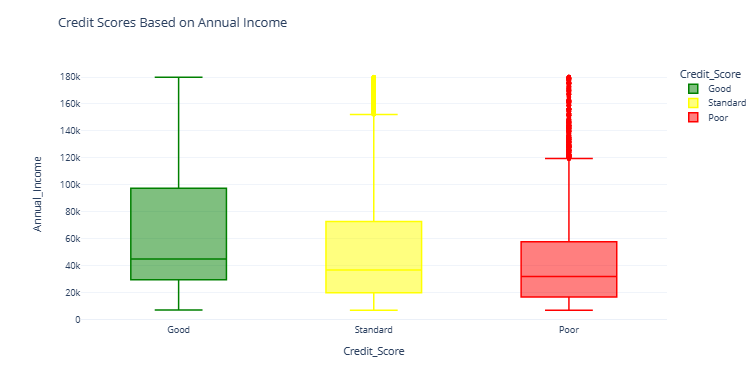 Credit Scores Based on Annual Income
180k
160k
140k
120k
100k
80k
60k
40k
20k
0
Annual_Income
Good
Standard
Poor
Credit_Score
Credit_Score
Good
Standard
Poor